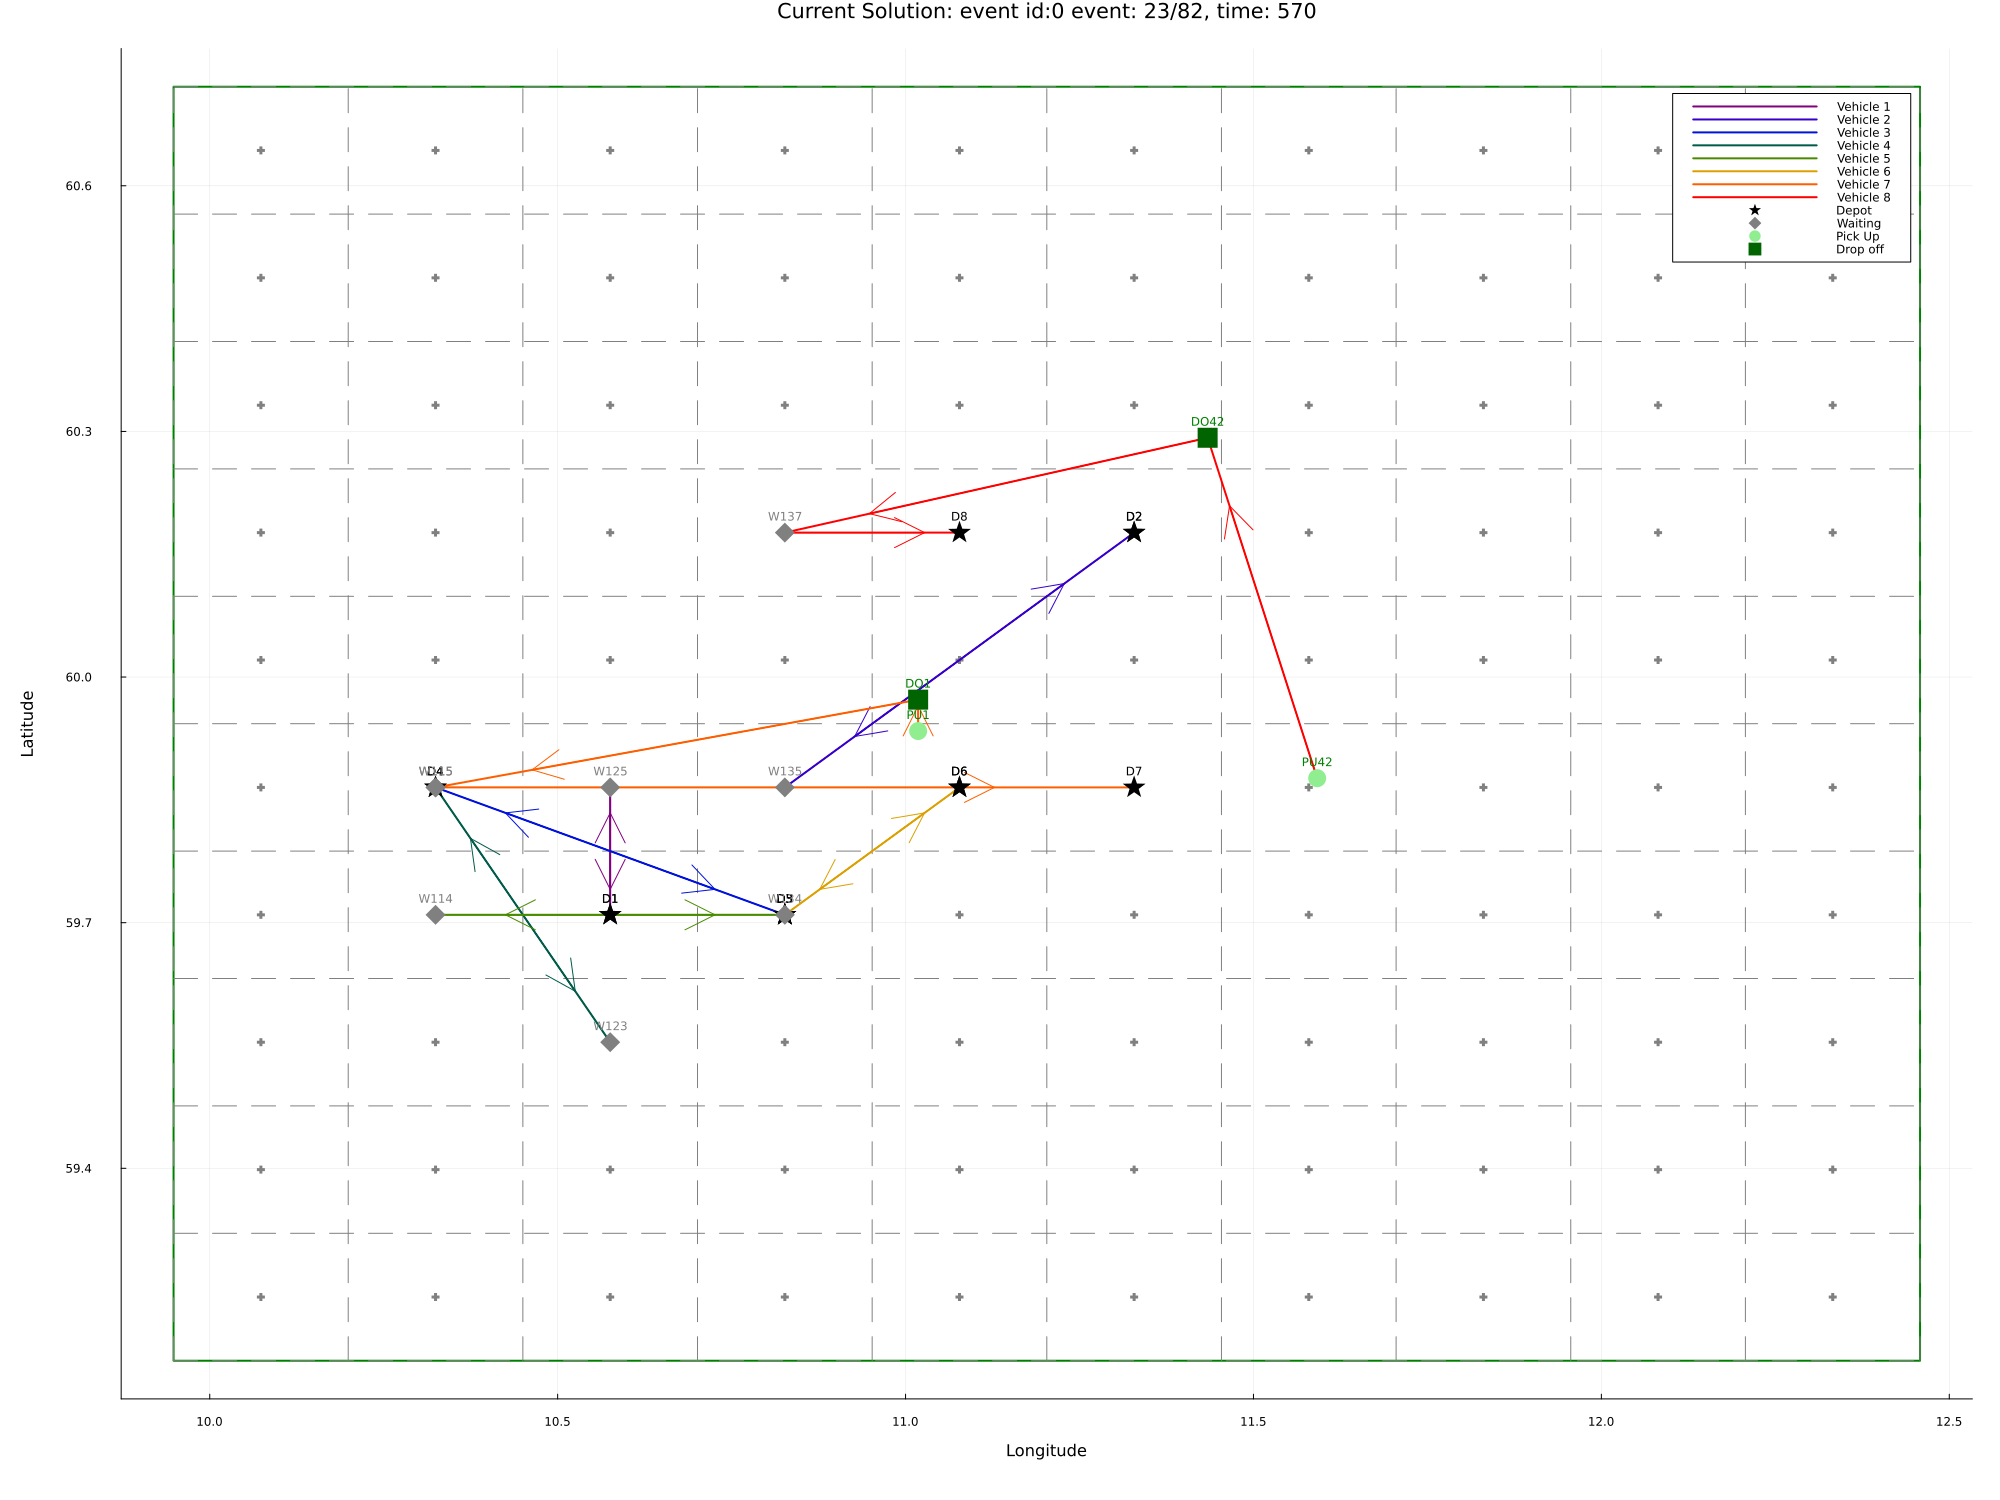 Current Solution: event id:0 event: 23/82, time: 570
Vehicle 1
Vehicle 2
Vehicle 3
Vehicle 4
Vehicle 5
Vehicle 6
Vehicle 7
Vehicle 8
Depot
Waiting
Pick Up
Drop off
60.6
60.3
60.0
59.7
59.4
Latitude
DO42
W137
D8
D2
DO1
PU1
PU42
D4
W125
W135
D6
D7
W114
D1
W123
10.0
10.5
11.0
11.5
12.0
12.5
Longitude